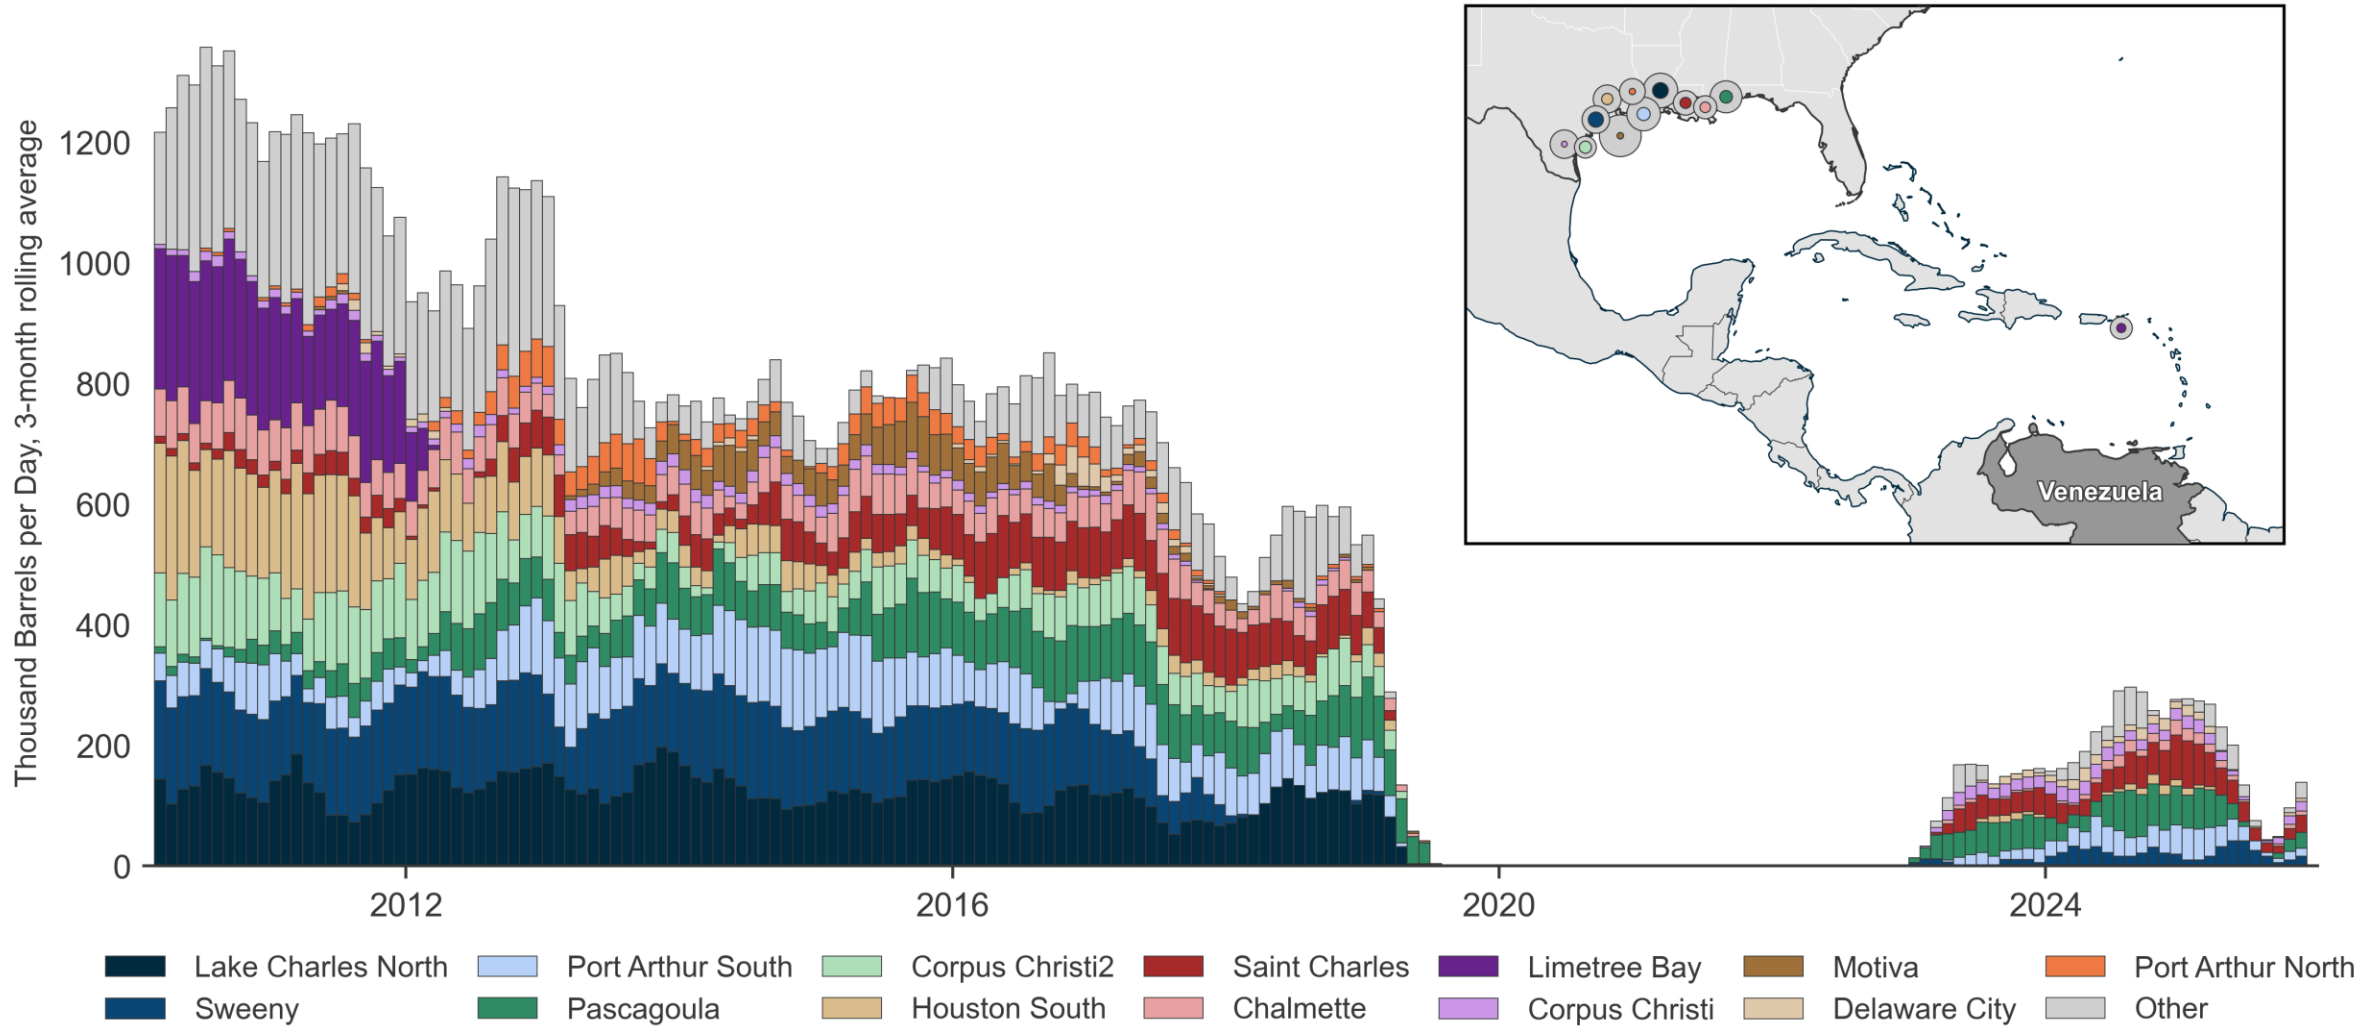 Thousand Barrels per Day, 3-month rolling average
1200
1000
800
600
400
200
0
2012
2016
2020
2024
Venezuela
Lake Charles North
Port Arthur South
Corpus Christi2
Saint Charles
Limetree Bay
Motiva
Port Arthur North
Sweeny
Pascagoula
Houston South
Chalmette
Corpus Christi
Delaware City
Other